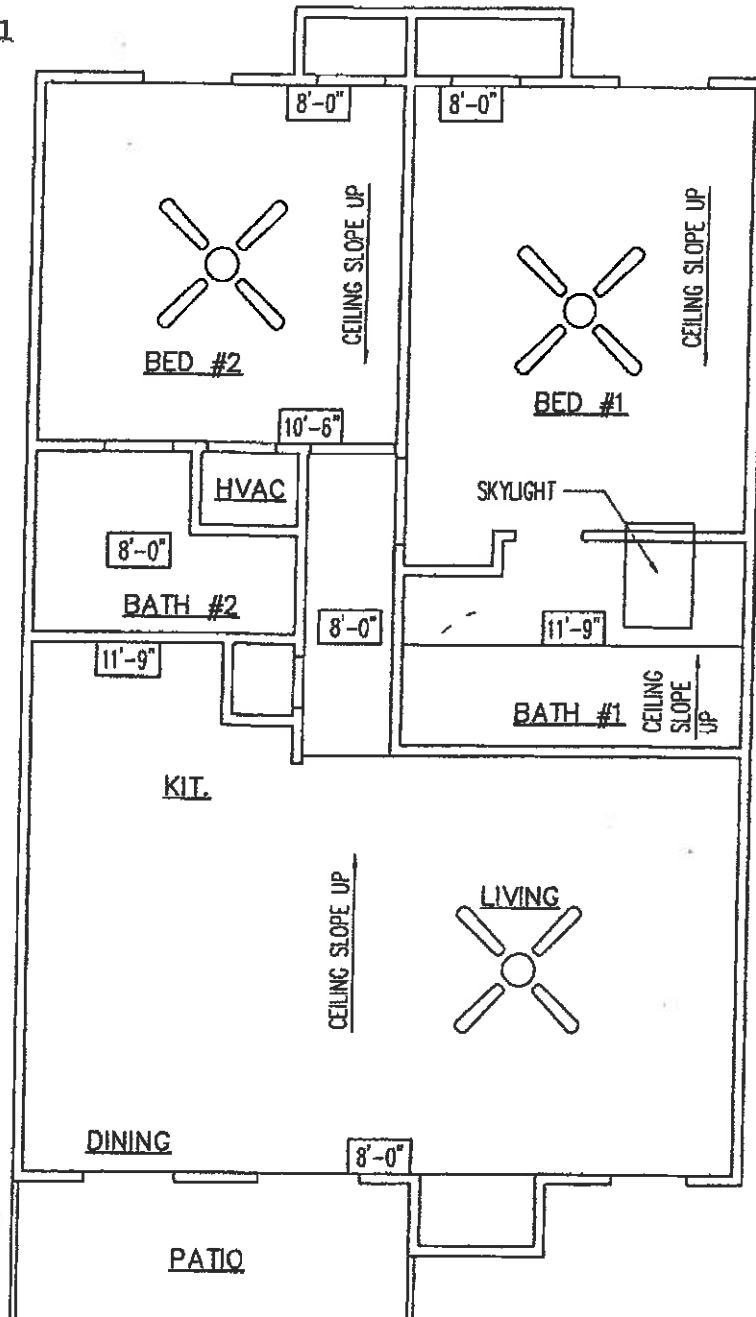 1
8'-0"
8'-0"
CEILING SLOPE UP
CEILING SLOPE UP
BED #2
BED #1
10'-6"
HVAC
SKYLIGHT
8'-0"
BATH #2
8'-0"
11'-9"
11'-9"
BATH #1
CEILING
SLOPE
UP
KIT.
CEILING SLOPE UP
LIVING
DINING
8'-0"
PATIO